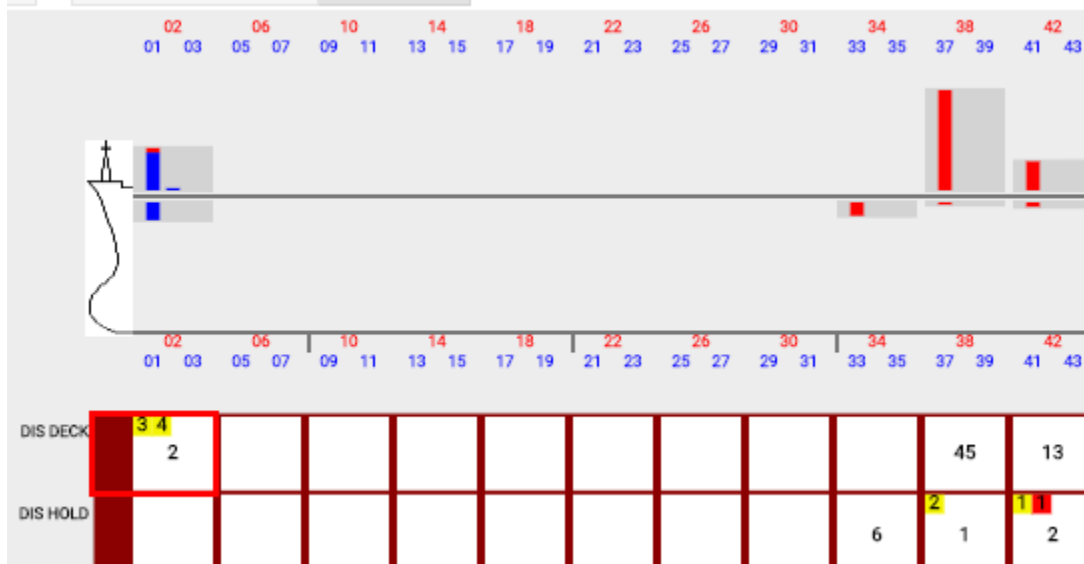 02 06 10 14 18 22 26 30 34 38 42
01 03 05 07 09 11 13 15 17 19 21 23 25 27 29 31 33 35 37 39 41 43
02 06 10 14 18 22 26 30 34 38 42
01 03 05 07 09 11 13 15 17 19 21 23 25 27 29 31 33 35 37 39 41 43
3 4
DIS DECK 2 45 13
2 1 1
DIS HOLD 6 1 2